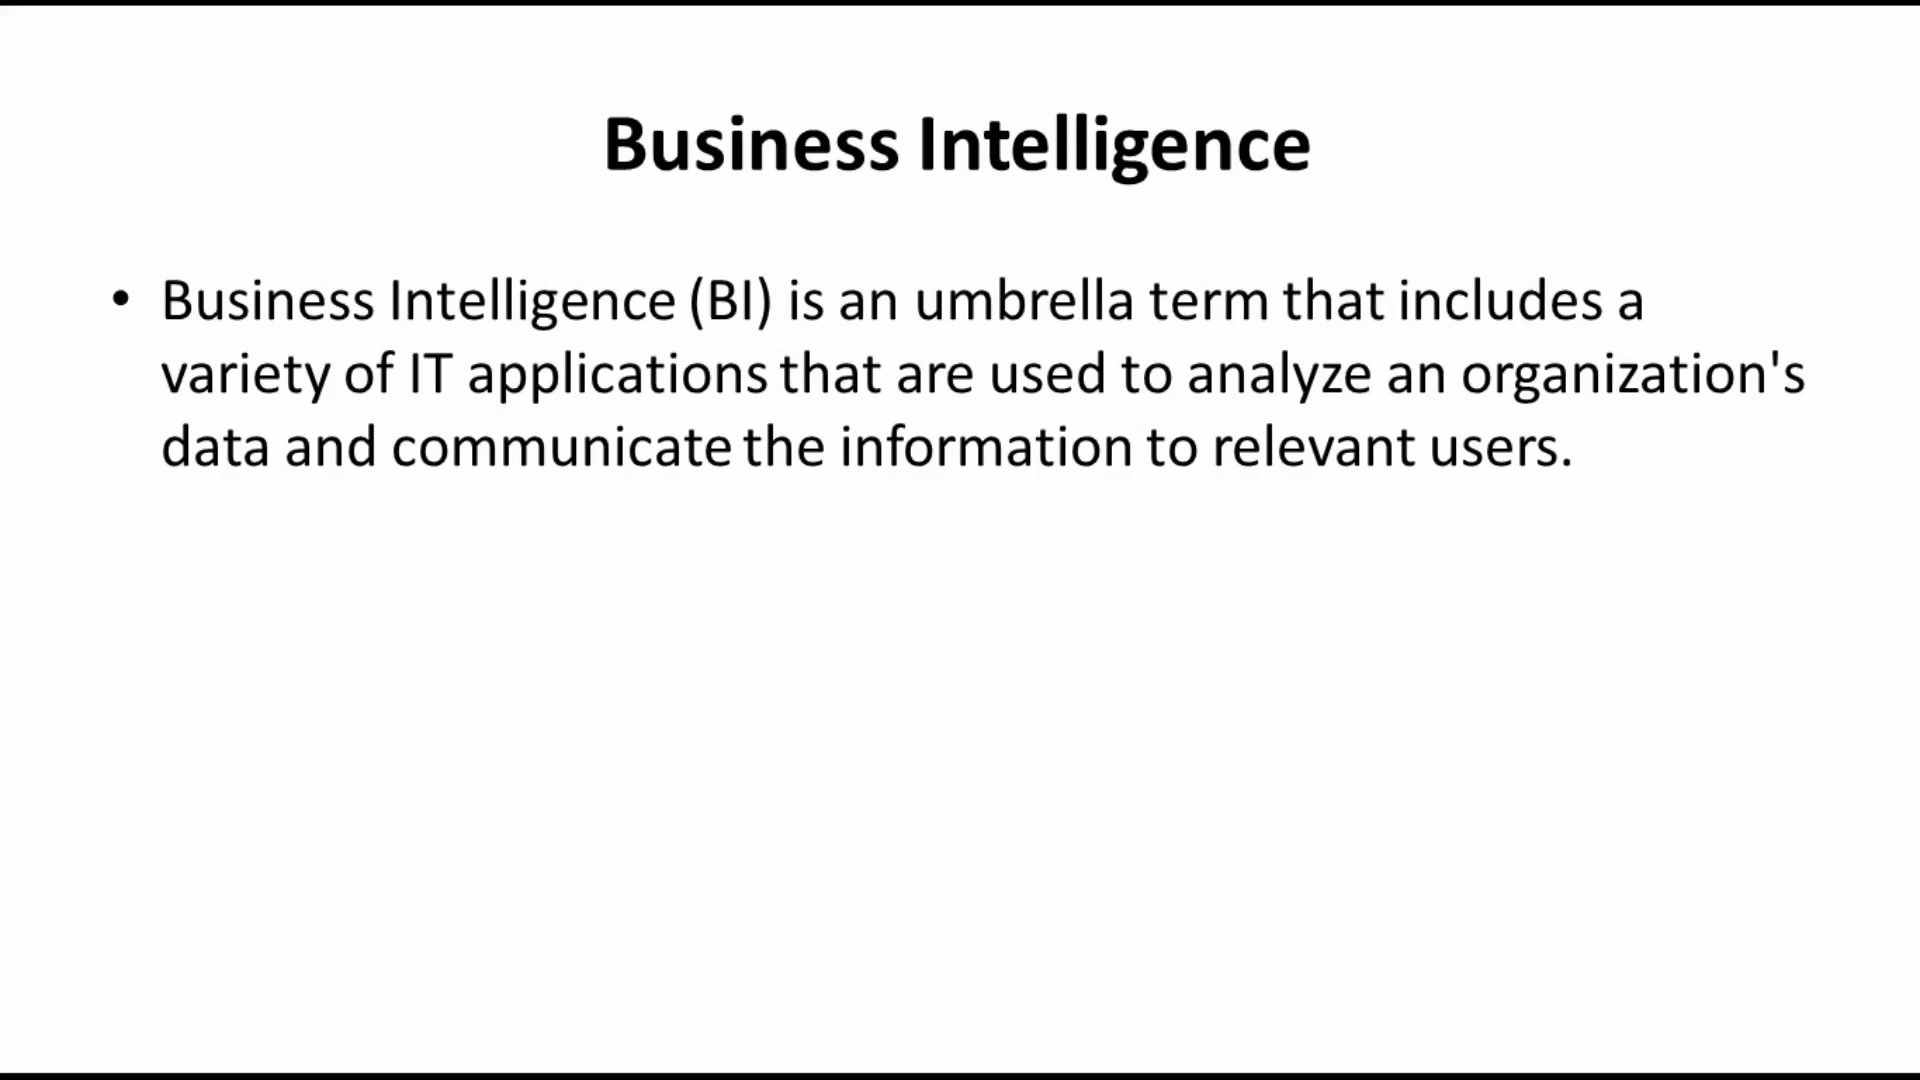 Business Intelligence
• Business Intelligence (BI) is an umbrella term that includes a
variety of IT applications that are used to analyze an organization's
data and communicate the information to relevant users.